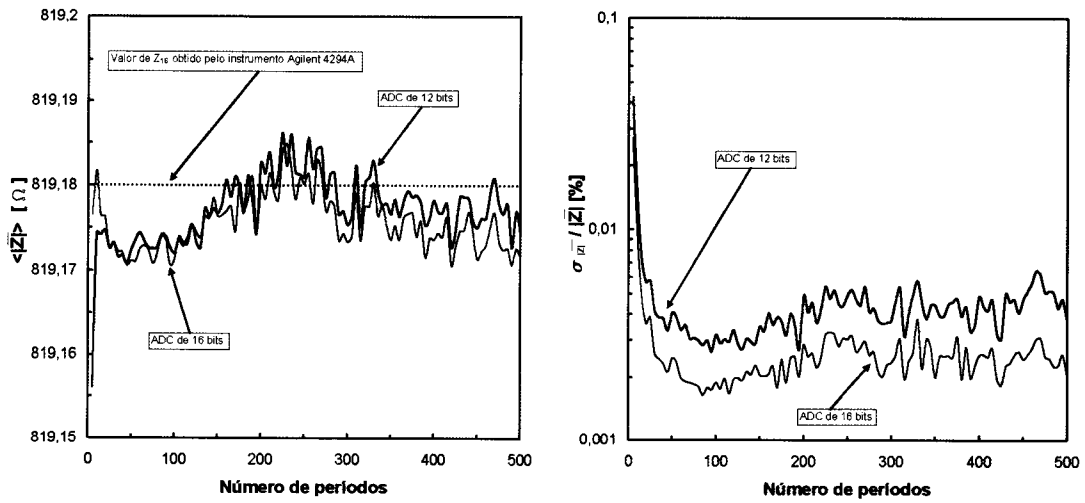 819,2
819,19
819,18
819,17
819,16
819,15
<|Z|> [ Ω ]
Valor de Z₁₆ obtido pelo instrumento Agilent 4294A
ADC de 12 bits
ADC de 16 bits
0 100 200 300 400 500
Número de períodos
0,1
0,01
0,001
σ |Z| / |Z| [%]
ADC de 12 bits
ADC de 16 bits
0 100 200 300 400 500
Número de períodos